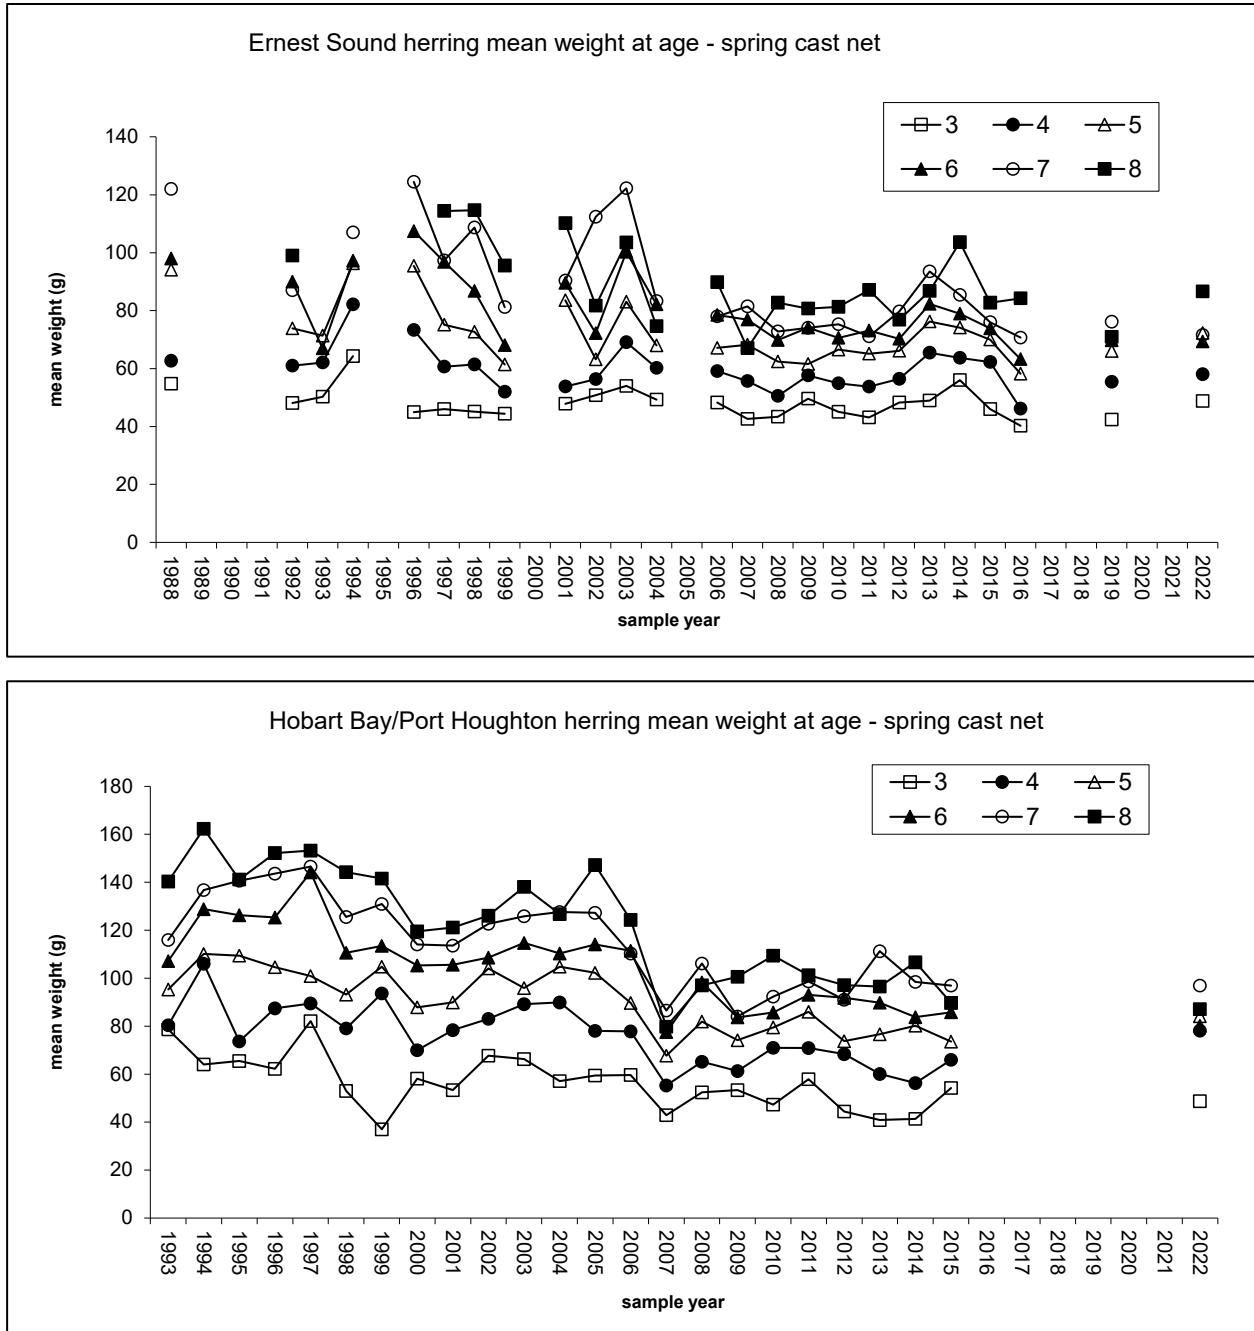 Ernest Sound herring mean weight at age - spring cast net
3 4 5
6 7 8
140
120
100
80
60
40
20
0
mean weight (g)
1988 1989 1990 1991 1992 1993 1994 1995 1996 1997 1998 1999 2000 2001 2002 2003 2004 2005 2006 2007 2008 2009 2010 2011 2012 2013 2014 2015 2016 2017 2018 2019 2020 2021 2022
sample year
Hobart Bay/Port Houghton herring mean weight at age - spring cast net
3 4 5
6 7 8
180
160
140
120
100
80
60
40
20
0
mean weight (g)
1993 1994 1995 1996 1997 1998 1999 2000 2001 2002 2003 2004 2005 2006 2007 2008 2009 2010 2011 2012 2013 2014 2015 2016 2017 2018 2019 2020 2021 2022
sample year